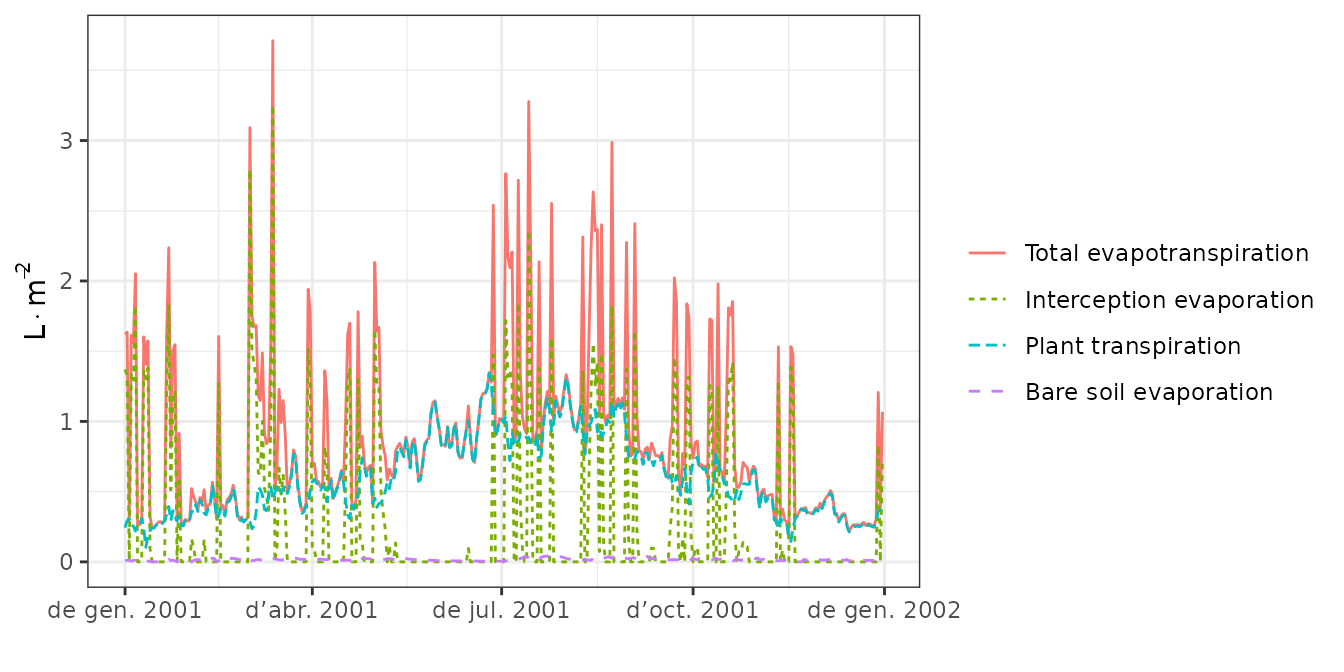 L · m⁻²
3
2
1
0
de gen. 2001 d’abr. 2001 de jul. 2001 d’oct. 2001 de gen. 2002
Total evapotranspiration
Interception evaporation
Plant transpiration
Bare soil evaporation